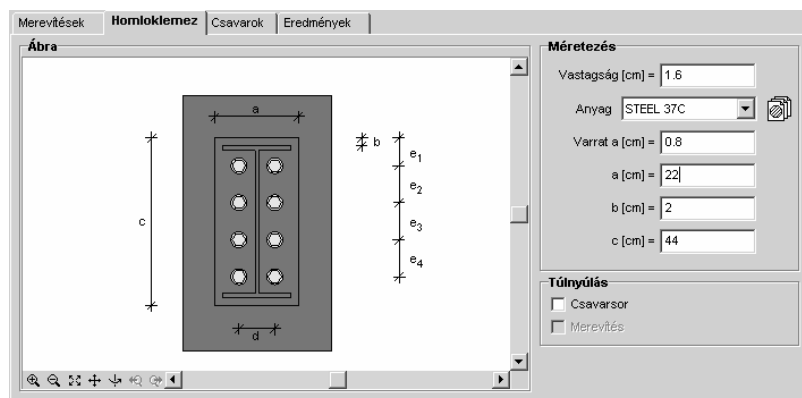 Merevítések Homloklemez Csavarok Eredmények
Ábra
a
b
c
e1
e2
e3
e4
d
Méretezés
Vastagság [cm] = 1.6
Anyag STEEL 37C
Varrat a [cm] = 0.8
a [cm] = 22
b [cm] = 2
c [cm] = 44
Túlnyúlás
Csavarsor
Merevítés